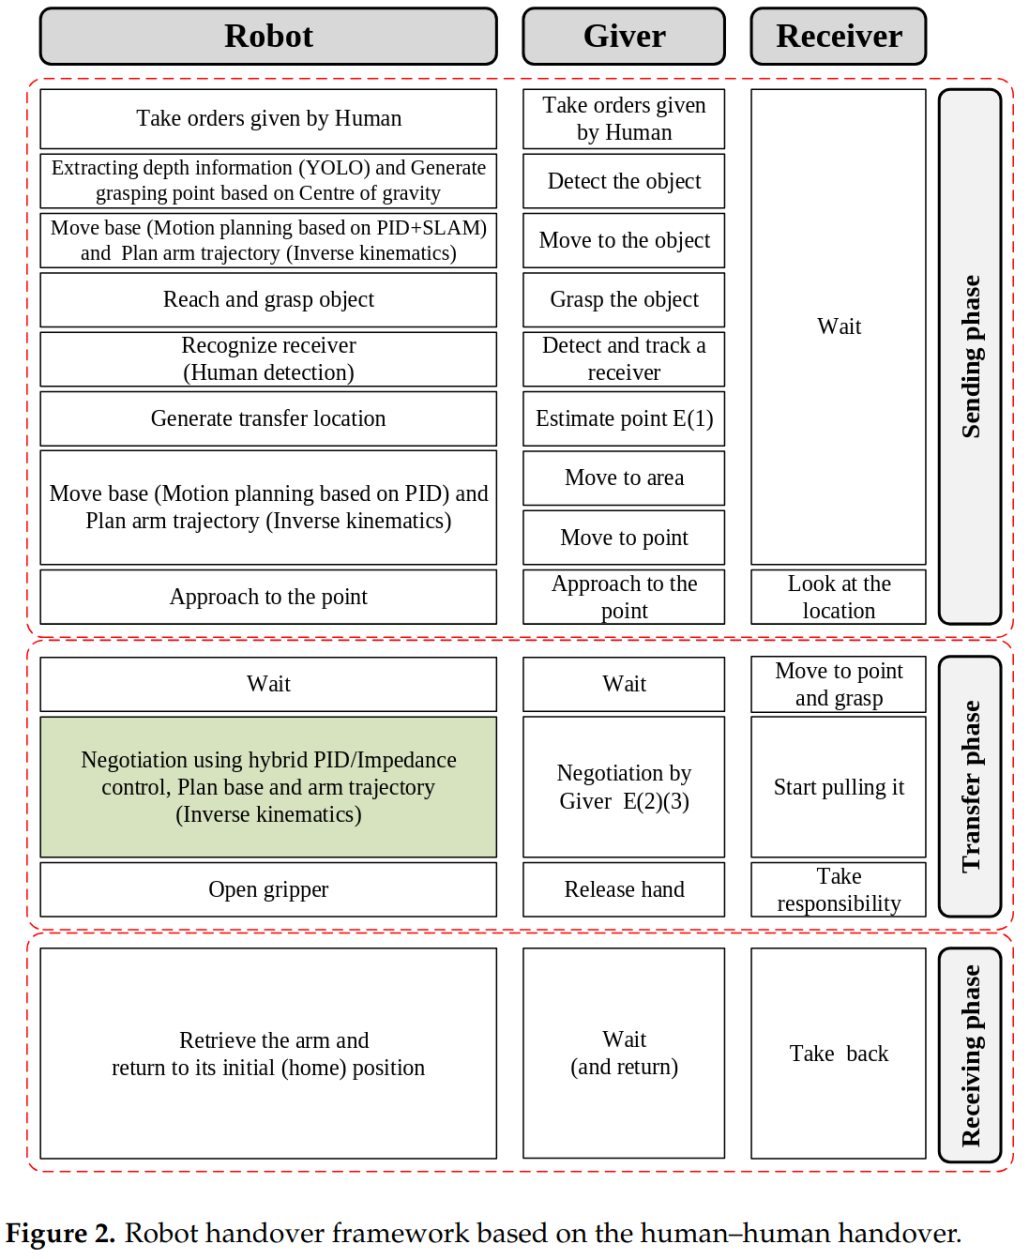 Robot
Giver
Receiver
Take orders given by Human
Take orders given
by Human
Wait
Sending phase
Extracting depth information (YOLO) and Generate
grasping point based on Centre of gravity
Detect the object
Move base (Motion planning based on PID+SLAM)
and Plan arm trajectory (Inverse kinematics)
Move to the object
Reach and grasp object
Grasp the object
Recognize receiver
(Human detection)
Detect and track a
receiver
Generate transfer location
Estimate point E(1)
Move base (Motion planning based on PID) and
Plan arm trajectory (Inverse kinematics)
Move to area
Move to point
Approach to the point
Approach to the
point
Look at the
location
Wait
Wait
Move to point
and grasp
Transfer phase
Negotiation using hybrid PID/Impedance
control, Plan base and arm trajectory
(Inverse kinematics)
Negotiation by
Giver E(2)(3)
Start pulling it
Open gripper
Release hand
Take
responsibility
Retrieve the arm and
return to its initial (home) position
Wait
(and return)
Take back
Receiving phase
Figure 2. Robot handover framework based on the human–human handover.